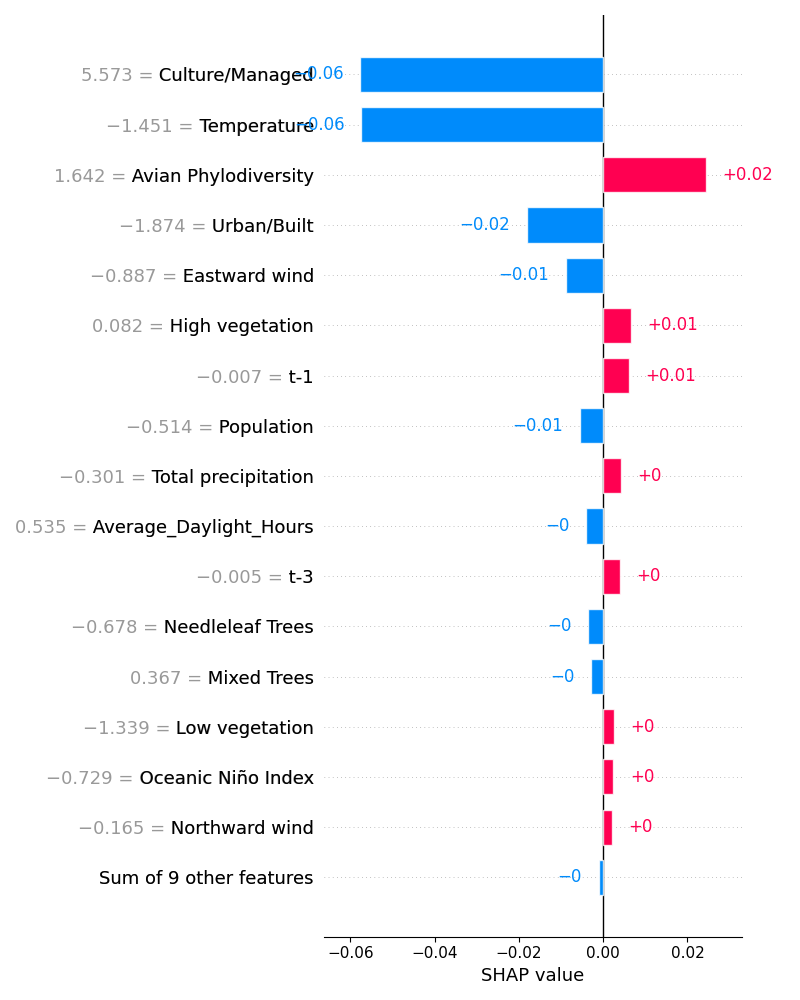 5.573 = Culture/Managed −0.06
−1.451 = Temperature −0.06
1.642 = Avian Phylodiversity +0.02
−1.874 = Urban/Built −0.02
−0.887 = Eastward wind −0.01
0.082 = High vegetation +0.01
−0.007 = t-1 +0.01
−0.514 = Population −0.01
−0.301 = Total precipitation +0
0.535 = Average_Daylight_Hours −0
−0.005 = t-3 +0
−0.678 = Needleleaf Trees −0
0.367 = Mixed Trees −0
−1.339 = Low vegetation +0
−0.729 = Oceanic Niño Index +0
−0.165 = Northward wind +0
Sum of 9 other features −0
−0.06 −0.04 −0.02 0.00 0.02
SHAP value